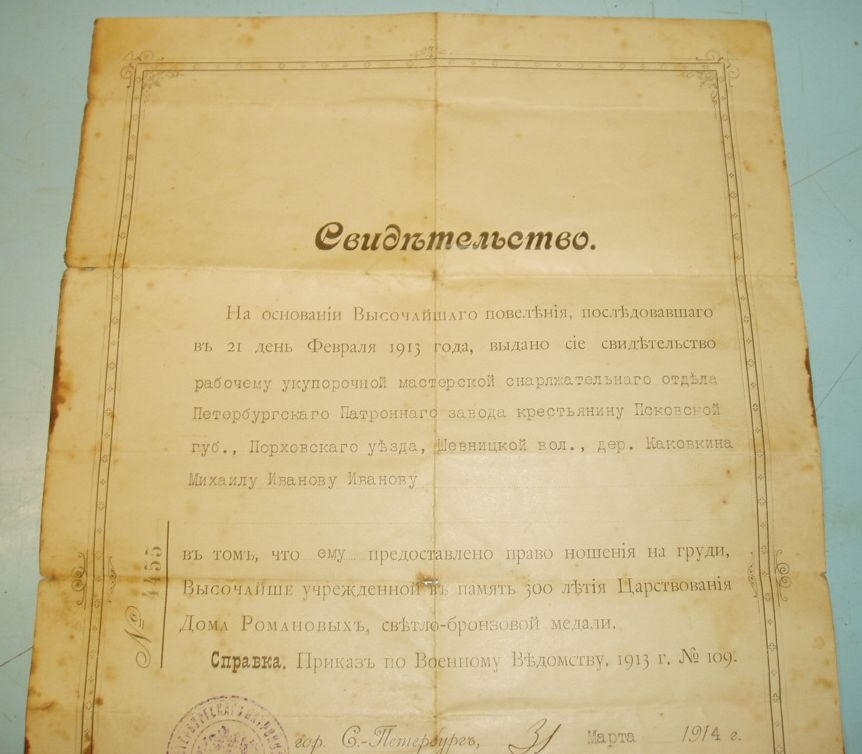 Свидѣтельство.
На основаніи Высочайшаго повелѣнія, послѣдовавшаго
въ 21 день Февраля 1913 года, выдано сіе свидѣтельство
рабочему укупорочной мастерской снаряжательнаго отдѣла
Петербургскаго Патроннаго завода крестьянину Псковской
губ., Порховскаго уѣзда, Шевницкой вол., дер. Каковкина
Михаилу Иванову Иванову
въ томъ, что ему предоставлено право ношенія на груди,
Высочайше учрежденной въ память 300 лѣтія Царствованія
Дома Романовыхъ, свѣтло-бронзовой медали.
Справка. Приказъ по Военному Вѣдомству, 1913 г. № 109.
№ 4455
гор. С.-Петербургъ, 31 Марта 1914 г.